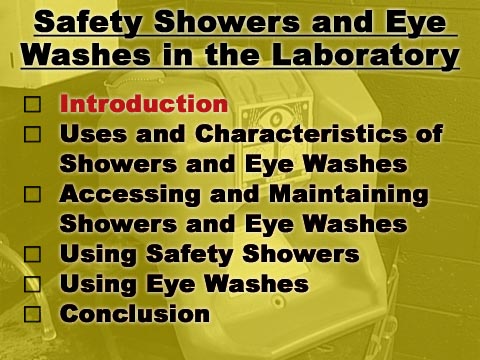 Safety Showers and Eye
Washes in the Laboratory
Introduction
Uses and Characteristics of
Showers and Eye Washes
Accessing and Maintaining
Showers and Eye Washes
Using Safety Showers
Using Eye Washes
Conclusion